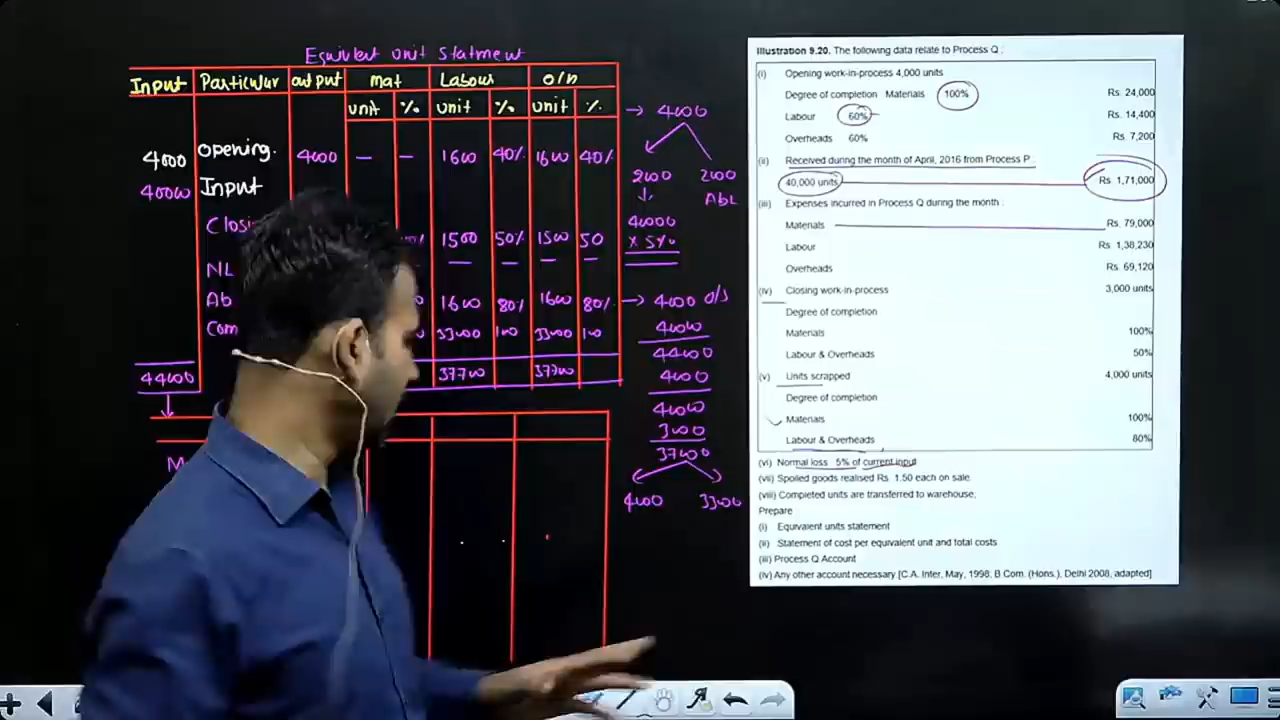 Equivalent unit Statment
Input Particular output mat Labour O/H
unit % unit % unit %
4000 Opening. 4000 — — 1600 40% 1600 40%
40000 Input
Closi 1500 50% 1500 50
NL — — — —
Ab 1600 80% 1600 80%
Com 33000 100 33000 100
44000 37700 37700
M
→ 4000
2000 2000
Abl
40000
× 5%
→ 4000 O/S
40000
44000
4000
40000
3000
37000
4000 33000
Illustration 9.20. The following data relate to Process Q :
(i) Opening work-in-process 4,000 units
Degree of completion Materials 100% Rs. 24,000
Labour 60% Rs. 14,400
Overheads 60% Rs. 7,200
(ii) Received during the month of April, 2016 from Process P
40,000 units Rs 1,71,000
(iii) Expenses incurred in Process Q during the month :
Materials Rs. 79,000
Labour Rs. 1,38,230
Overheads Rs. 69,120
(iv) Closing work-in-process 3,000 units
Degree of completion
Materials 100%
Labour & Overheads 50%
(v) Units scrapped 4,000 units
Degree of completion
Materials 100%
Labour & Overheads 80%
(vi) Normal loss 5% of current input
(vii) Spoiled goods realised Rs. 1.50 each on sale
(viii) Completed units are transferred to warehouse.
Prepare
(i) Equivalent units statement
(ii) Statement of cost per equivalent unit and total costs
(iii) Process Q Account
(iv) Any other account necessary [C.A. Inter, May, 1998; B Com. (Hons.), Delhi 2008, adapted]